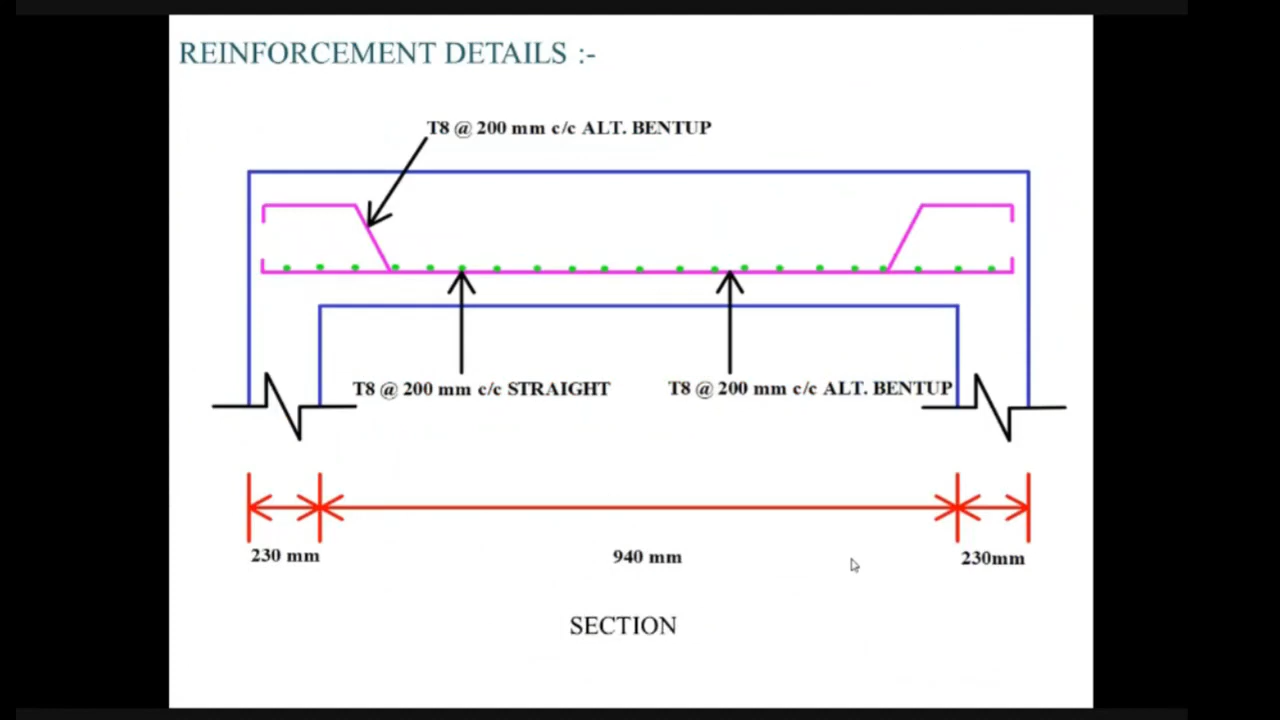 REINFORCEMENT DETAILS :-
T8 @ 200 mm c/c ALT. BENTUP
T8 @ 200 mm c/c STRAIGHT
T8 @ 200 mm c/c ALT. BENTUP
230 mm
940 mm
230mm
SECTION